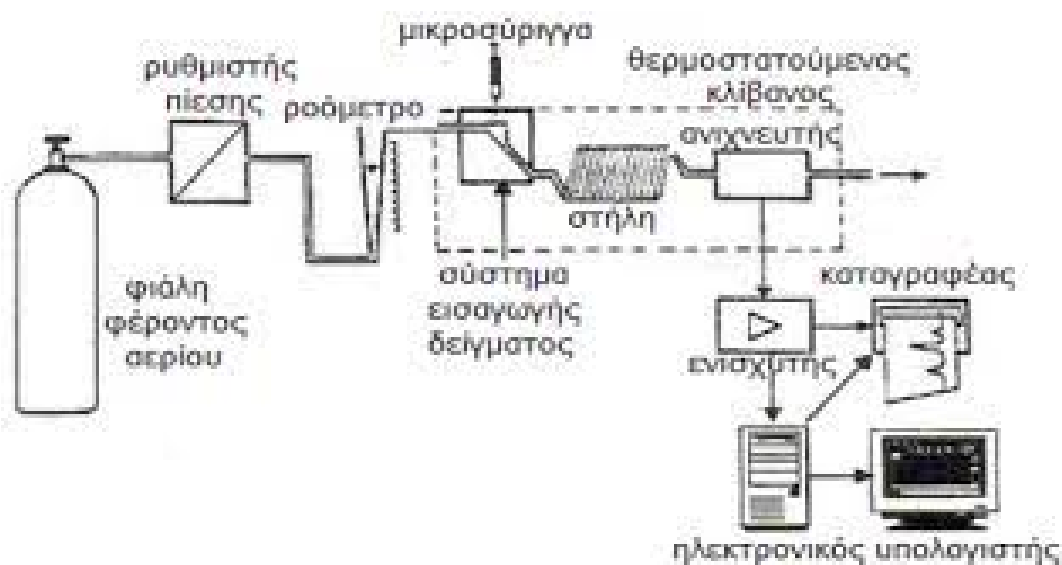 μικροσύριγγα
ρυθμιστής
πίεσης
ροόμετρο
θερμοστατούμενος
κλίβανος
ανιχνευτής
στήλη
φιάλη
φέροντος
αερίου
σύστημα
εισαγωγής
δείγματος
καταγραφέας
ενισχυτής
ηλεκτρονικός υπολογιστής